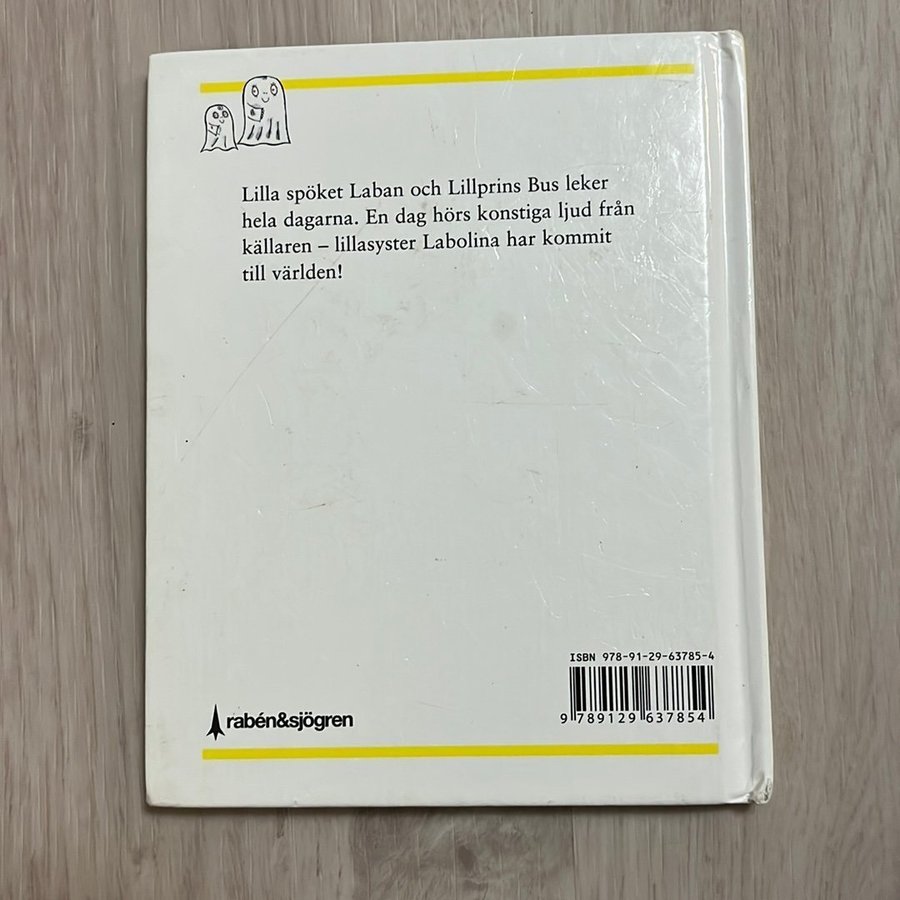 Lilla spöket Laban och Lillprins Bus leker
hela dagarna. En dag hörs konstiga ljud från
källaren – lillasyster Labolina har kommit
till världen!
ISBN 978-91-29-63785-4
9 789129 637854
rabén&sjögren